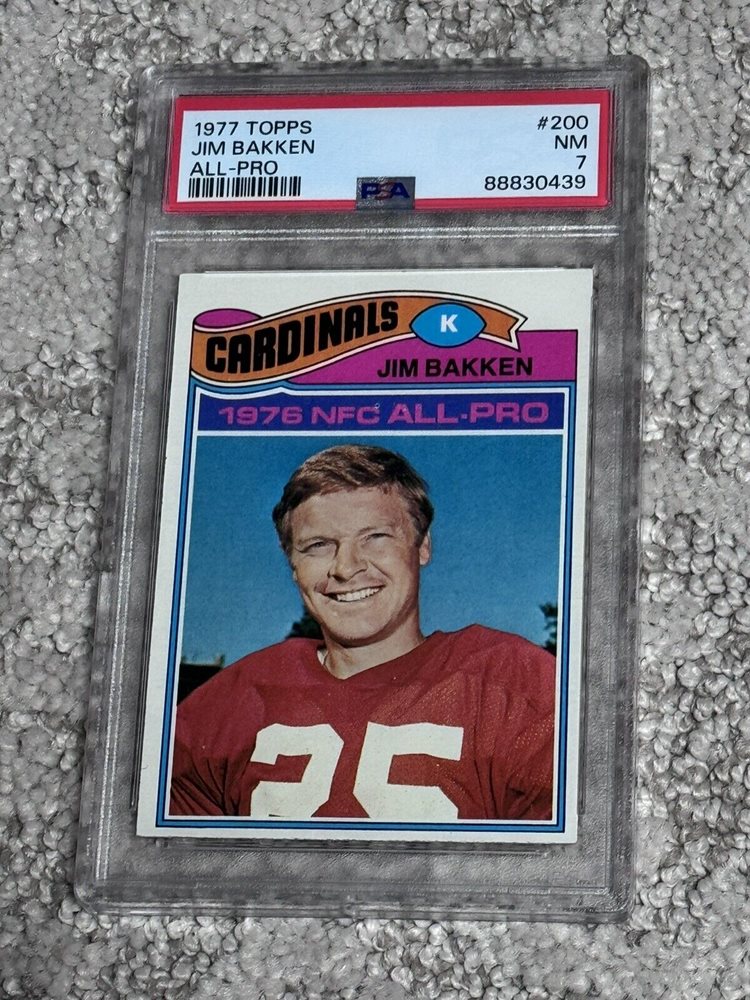 1977 TOPPS #200
JIM BAKKEN NM
ALL-PRO 7
PSA 88830439
CARDINALS K
JIM BAKKEN
1976 NFC ALL-PRO
25